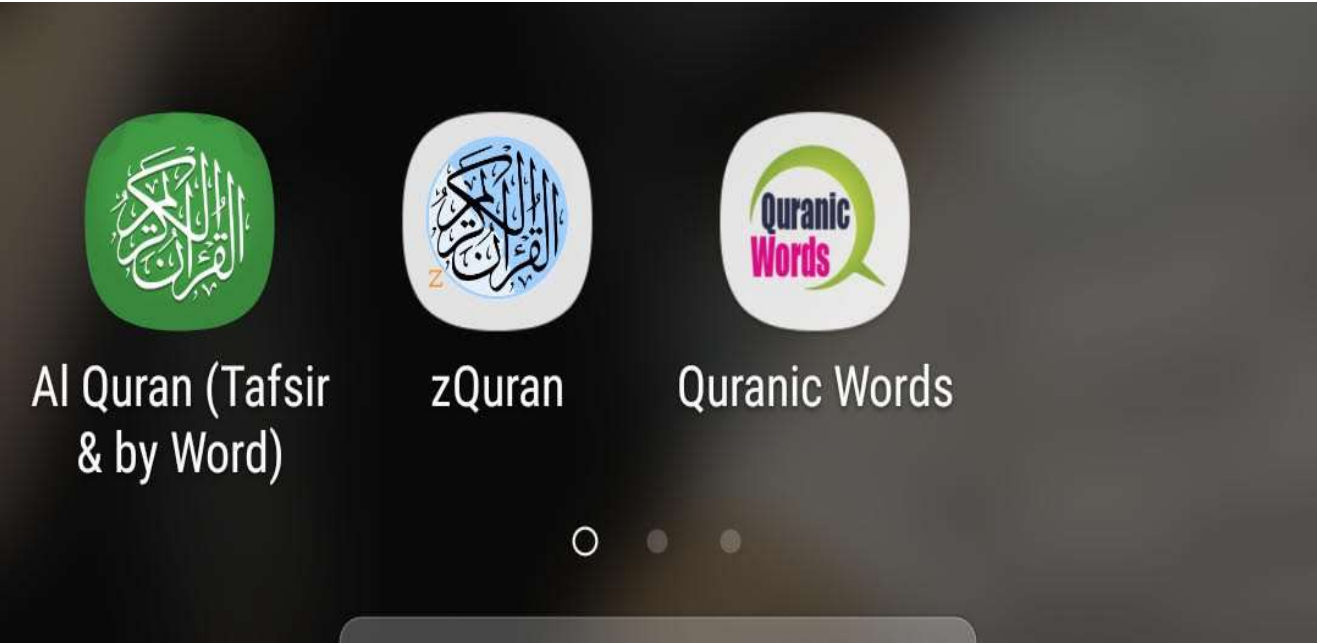 القرآن الكريم
القرآن الكريم
z
Quranic
Words
Al Quran (Tafsir
& by Word)
zQuran
Quranic Words